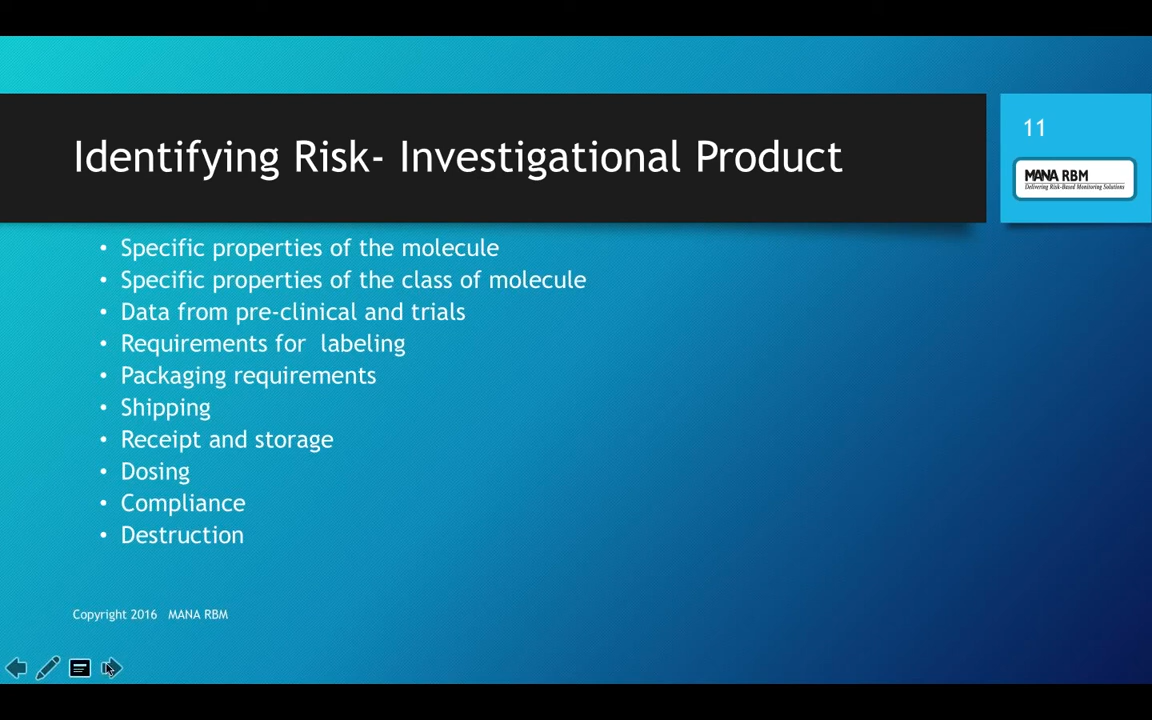 Identifying Risk- Investigational Product
11
MANA RBM
Delivering Risk-Based Monitoring Solutions
• Specific properties of the molecule
• Specific properties of the class of molecule
• Data from pre-clinical and trials
• Requirements for  labeling
• Packaging requirements
• Shipping
• Receipt and storage
• Dosing
• Compliance
• Destruction
Copyright 2016   MANA RBM